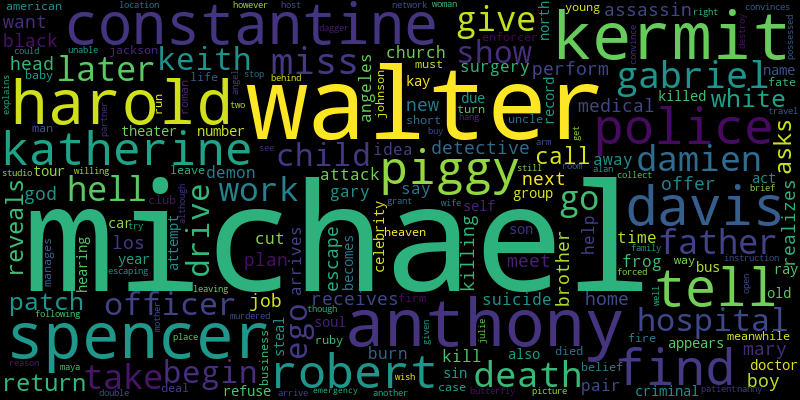 american location however host network woman young assassin right convinces
want constantine dagger give enforcer north assassin destroy possessed
black jackson show
head later keith miss church angeles surgery perform gabriel name
baby life
explains run roman angel stop must johnson kay new record medical killed white fate
man harold walter behind due turn uncle
partner two short buy hang get police
theater number detective
katherine child idea call away damien asks
studio tour leave see attack piggy next offer act travel
willing still arm room alan collect brief
god hell demon work although gary say go group davis
reveals drive club grant wife self son help
car try michael celebrity heaven killing brother time family father realizes
los cut escape meet frog way bus ray
hearing year attempt plan arrives becomes forced well
manages escaping leaving ego suicide home hospital instruction old
patch officer job receives firm tell open
following steal soul though anthony julie appears meanwhile
spencer mother murdered place business ruby burn kill also died fire find mary doctor
reason maya begin robert sin death belief boy
return take deal refuse case given pair criminal patient nanny
double arrive wish emergency another butterfly picture
kermit
unable could
convince